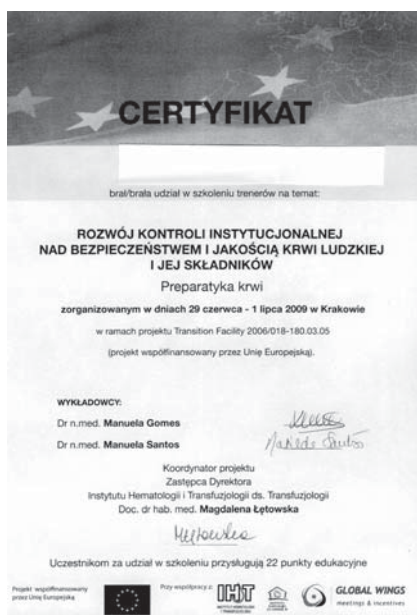 CERTYFIKAT
brał/brała udział w szkoleniu trenerów na temat:
ROZWÓJ KONTROLI INSTYTUCJONALNEJ
NAD BEZPIECZEŃSTWEM I JAKOŚCIĄ KRWI LUDZKIEJ
I JEJ SKŁADNIKÓW
Preparatyka krwi
zorganizowanym w dniach 29 czerwca - 1 lipca 2009 w Krakowie
w ramach projektu Transition Facility 2006/018-180.03.05
(projekt współfinansowany przez Unię Europejską).
WYKŁADOWCY:
Dr n.med. Manuela Gomes
Dr n.med. Manuela Santos
Koordynator projektu
Zastępca Dyrektora
Instytutu Hematologii i Transfuzjologii ds. Transfuzjologii
Doc. dr hab. med. Magdalena Łętowska
Uczestnikom za udział w szkoleniu przysługują 22 punkty edukacyjne
Projekt współfinansowany
przez Unię Europejską
Przy współpracy z:
IHT
GLOBAL WINGS
meetings & incentives